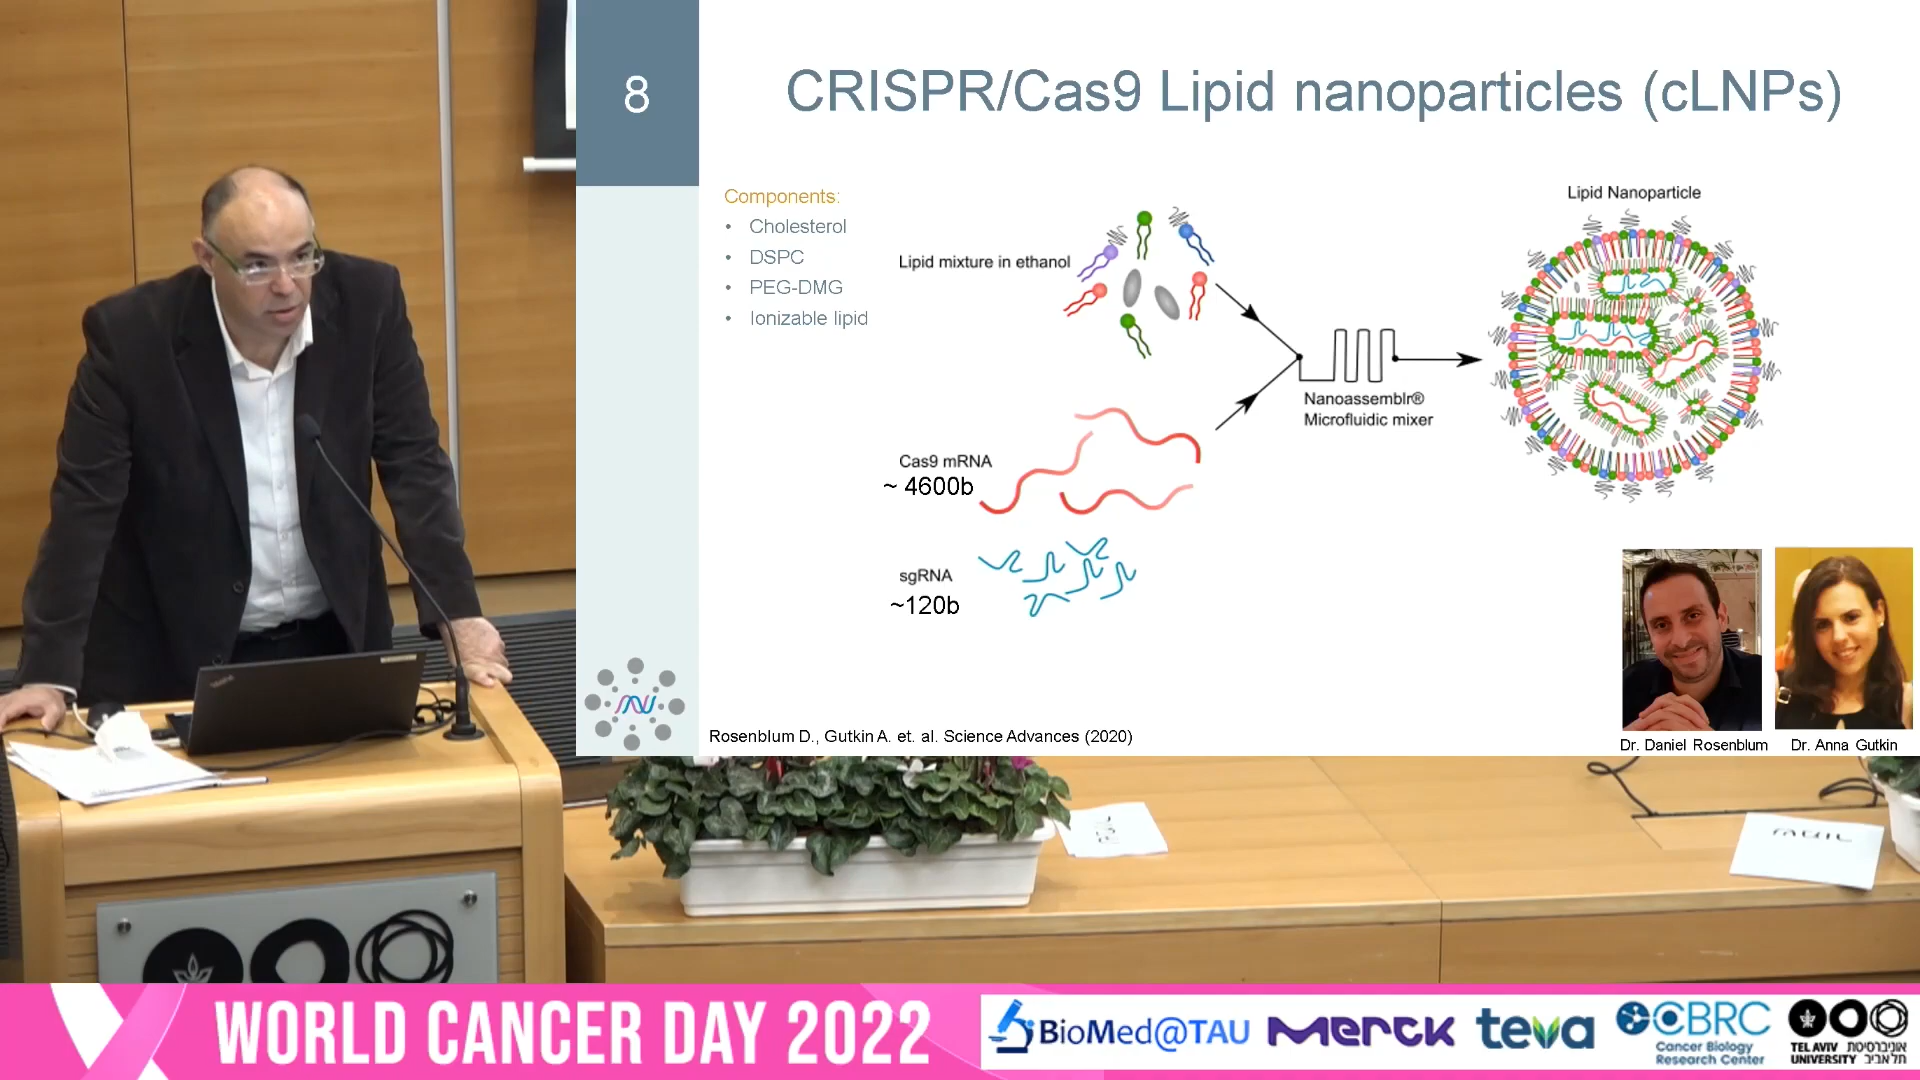 8
CRISPR/Cas9 Lipid nanoparticles (cLNPs)
Components:
• Cholesterol
• DSPC
• PEG-DMG
• Ionizable lipid
Lipid mixture in ethanol
Cas9 mRNA
~ 4600b
sgRNA
~120b
Nanoassemblr®
Microfluidic mixer
Lipid Nanoparticle
Dr. Daniel Rosenblum
Dr. Anna Gutkin
Rosenblum D., Gutkin A. et. al. Science Advances (2020)
WORLD CANCER DAY 2022
BioMed@TAU
MERCK
teva
CBRC
Cancer Biology
Research Center
TEL AVIV אוניברסיטת
UNIVERSITY תל אביב